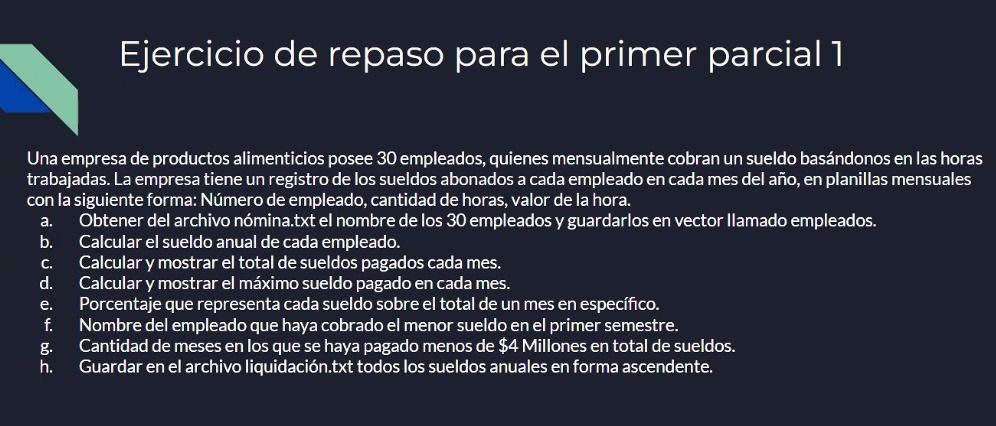 Ejercicio de repaso para el primer parcial 1
Una empresa de productos alimenticios posee 30 empleados, quienes mensualmente cobran un sueldo basándonos en las horas
trabajadas. La empresa tiene un registro de los sueldos abonados a cada empleado en cada mes del año, en planillas mensuales
con la siguiente forma: Número de empleado, cantidad de horas, valor de la hora.
a. Obtener del archivo nómina.txt el nombre de los 30 empleados y guardarlos en vector llamado empleados.
b. Calcular el sueldo anual de cada empleado.
c. Calcular y mostrar el total de sueldos pagados cada mes.
d. Calcular y mostrar el máximo sueldo pagado en cada mes.
e. Porcentaje que representa cada sueldo sobre el total de un mes en específico.
f. Nombre del empleado que haya cobrado el menor sueldo en el primer semestre.
g. Cantidad de meses en los que se haya pagado menos de $4 Millones en total de sueldos.
h. Guardar en el archivo liquidación.txt todos los sueldos anuales en forma ascendente.